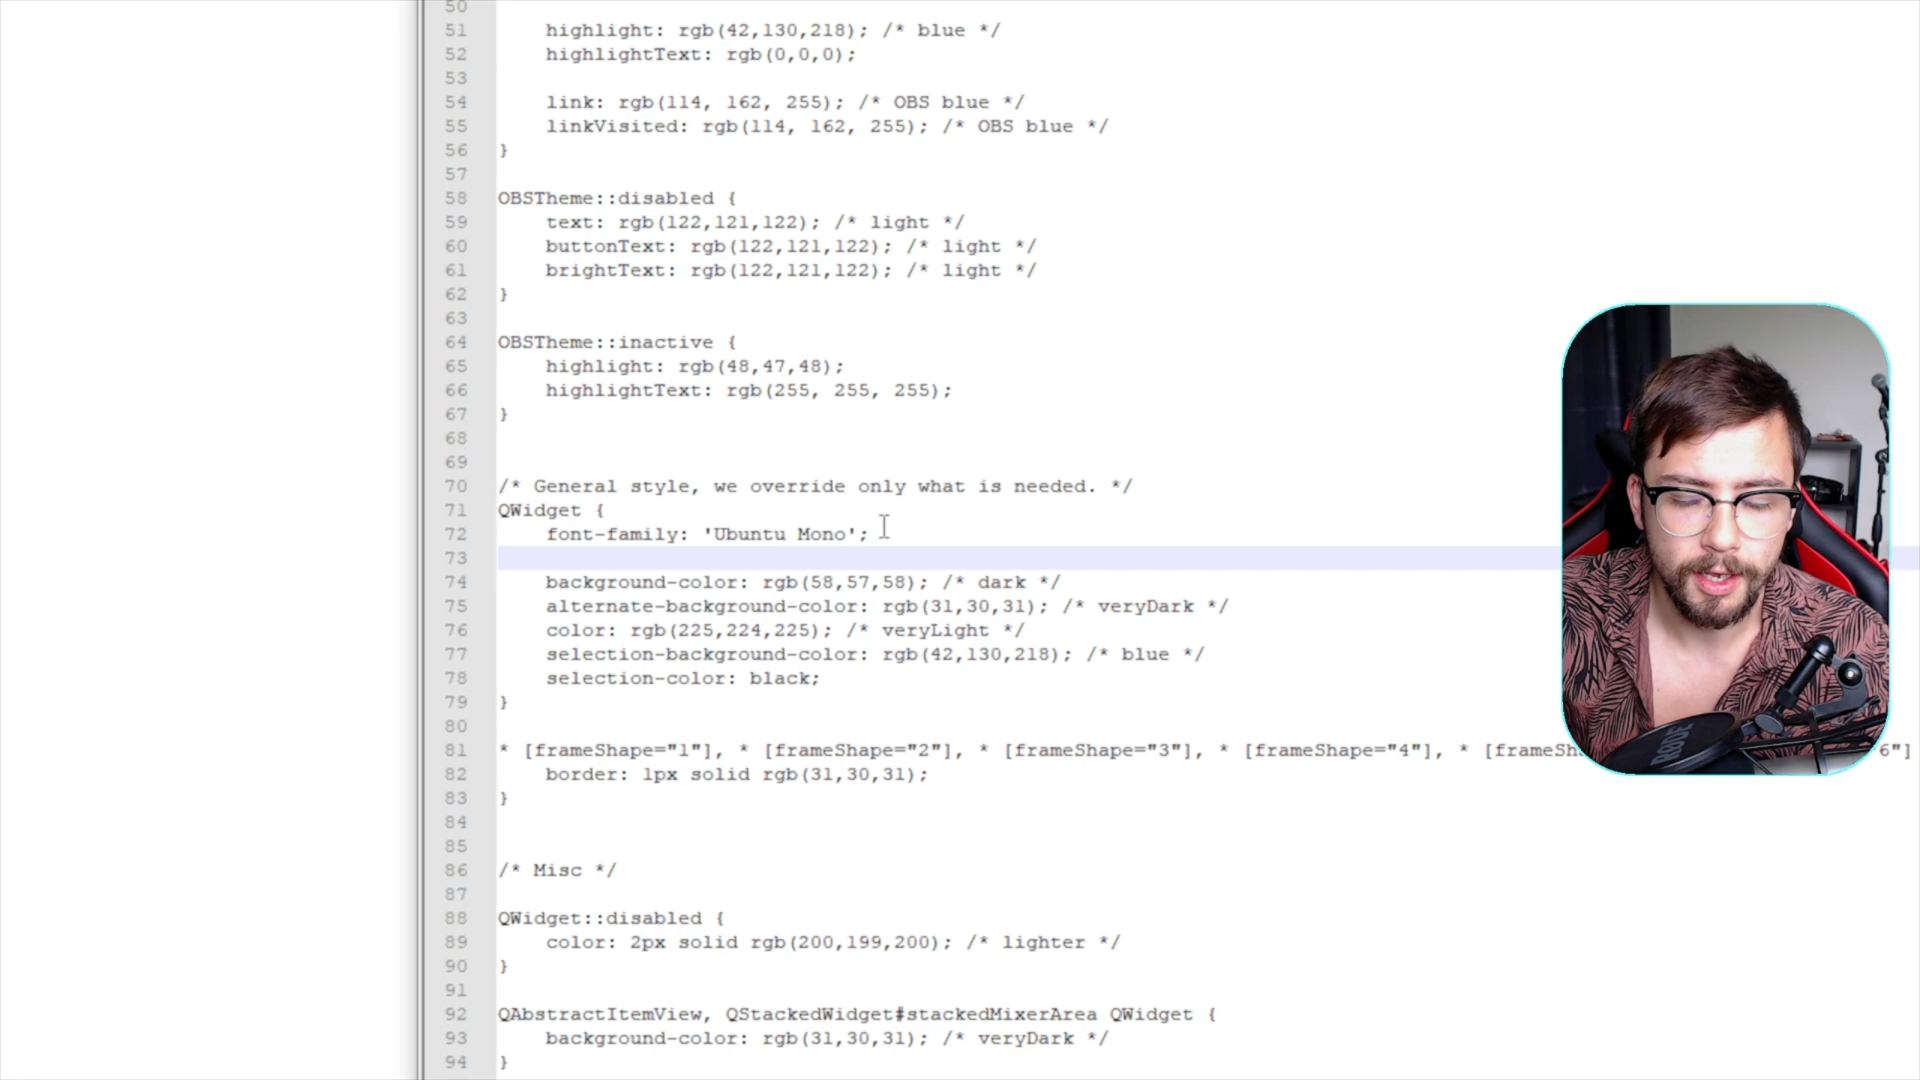 50
51 highlight: rgb(42,130,218); /* blue */
52 highlightText: rgb(0,0,0);
53
54 link: rgb(114, 162, 255); /* OBS blue */
55 linkVisited: rgb(114, 162, 255); /* OBS blue */
56 }
57
58 OBSTheme::disabled {
59 text: rgb(122,121,122); /* light */
60 buttonText: rgb(122,121,122); /* light */
61 brightText: rgb(122,121,122); /* light */
62 }
63
64 OBSTheme::inactive {
65 highlight: rgb(48,47,48);
66 highlightText: rgb(255, 255, 255);
67 }
68
69
70 /* General style, we override only what is needed. */
71 QWidget {
72 font-family: 'Ubuntu Mono';
73
74 background-color: rgb(58,57,58); /* dark */
75 alternate-background-color: rgb(31,30,31); /* veryDark */
76 color: rgb(225,224,225); /* veryLight */
77 selection-background-color: rgb(42,130,218); /* blue */
78 selection-color: black;
79 }
80
81 * [frameShape="1"], * [frameShape="2"], * [frameShape="3"], * [frameShape="4"], * [frameSh 6"]
82 border: 1px solid rgb(31,30,31);
83 }
84
85
86 /* Misc */
87
88 QWidget::disabled {
89 color: 2px solid rgb(200,199,200); /* lighter */
90 }
91
92 QAbstractItemView, QStackedWidget#stackedMixerArea QWidget {
93 background-color: rgb(31,30,31); /* veryDark */
94 }
RØDE